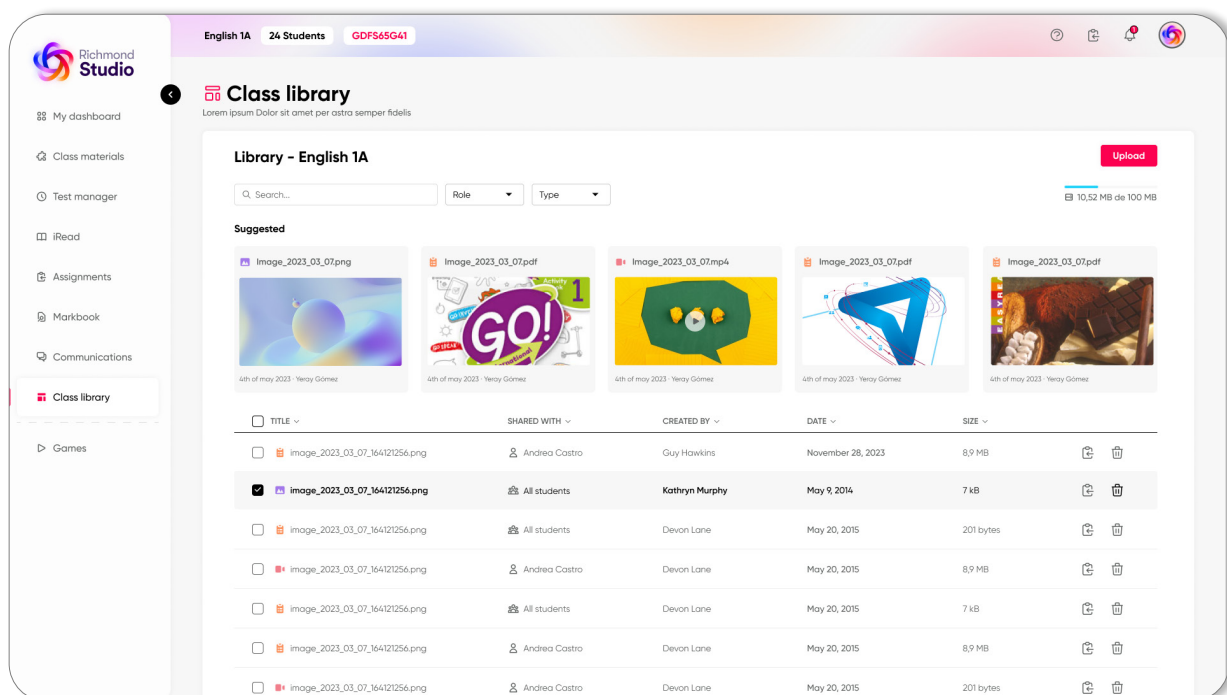 Richmond
Studio
English 1A 24 Students GDFS65G41
My dashboard
Class materials
Test manager
iRead
Assignments
Markbook
Communications
Class library
Games
Class library
Lorem ipsum Dolor sit amet per astra semper fidelis
Library - English 1A
Upload
Search... Role Type
10,52 MB de 100 MB
Suggested
Image_2023_03_07.png
4th of may 2023 · Yeray Gómez
Image_2023_03_07.pdf
Activity
1
GO!
GO SPEAK
International
4th of may 2023 · Yeray Gómez
Image_2023_03_07.mp4
4th of may 2023 · Yeray Gómez
Image_2023_03_07.pdf
4th of may 2023 · Yeray Gómez
Image_2023_03_07.pdf
EASYRE
4th of may 2023 · Yeray Gómez
TITLE SHARED WITH CREATED BY DATE SIZE
image_2023_03_07_164121256.png Andrea Castro Guy Hawkins November 28, 2023 8,9 MB
image_2023_03_07_164121256.png All students Kathryn Murphy May 9, 2014 7 kB
image_2023_03_07_164121256.png All students Devon Lane May 20, 2015 201 bytes
image_2023_03_07_164121256.png Andrea Castro Devon Lane May 20, 2015 8,9 MB
image_2023_03_07_164121256.png All students Devon Lane May 20, 2015 7 kB
image_2023_03_07_164121256.png Andrea Castro Devon Lane May 20, 2015 8,9 MB
image_2023_03_07_164121256.png Andrea Castro Devon Lane May 20, 2015 201 bytes